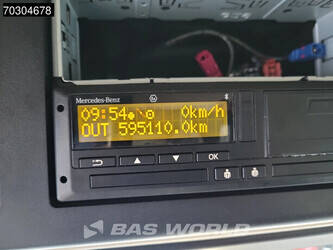 70304678
Mercedes-Benz
09:54 0km/h
OUT 595110.0km
OK
BAS WORLD